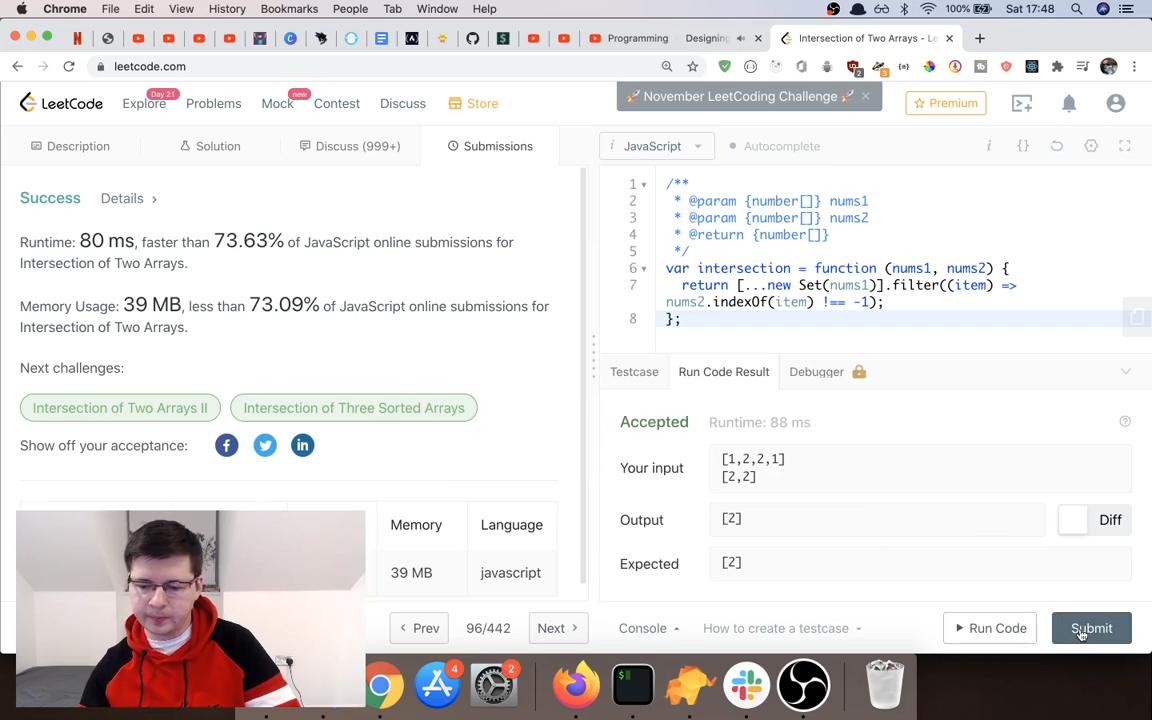 Chrome File Edit View History Bookmarks People Tab Window Help 100% Sat 17:48
Programming Designing Intersection of Two Arrays - Le
leetcode.com
LeetCode Explore Day 21 Problems Mock new Contest Discuss Store November LeetCoding Challenge Premium
Description Solution Discuss (999+) Submissions
i JavaScript Autocomplete
Success Details
Runtime: 80 ms, faster than 73.63% of JavaScript online submissions for
Intersection of Two Arrays.
Memory Usage: 39 MB, less than 73.09% of JavaScript online submissions for
Intersection of Two Arrays.
Next challenges:
Intersection of Two Arrays II Intersection of Three Sorted Arrays
Show off your acceptance:
Memory Language
39 MB javascript
Prev 96/442 Next
1 /**
2 * @param {number[]} nums1
3 * @param {number[]} nums2
4 * @return {number[]}
5 */
6 var intersection = function (nums1, nums2) {
7 return [...new Set(nums1)].filter((item) =>
nums2.indexOf(item) !== -1);
8 };
Testcase Run Code Result Debugger
Accepted Runtime: 88 ms
Your input [1,2,2,1]
[2,2]
Output [2] Diff
Expected [2]
Console How to create a testcase Run Code Submit
4 2